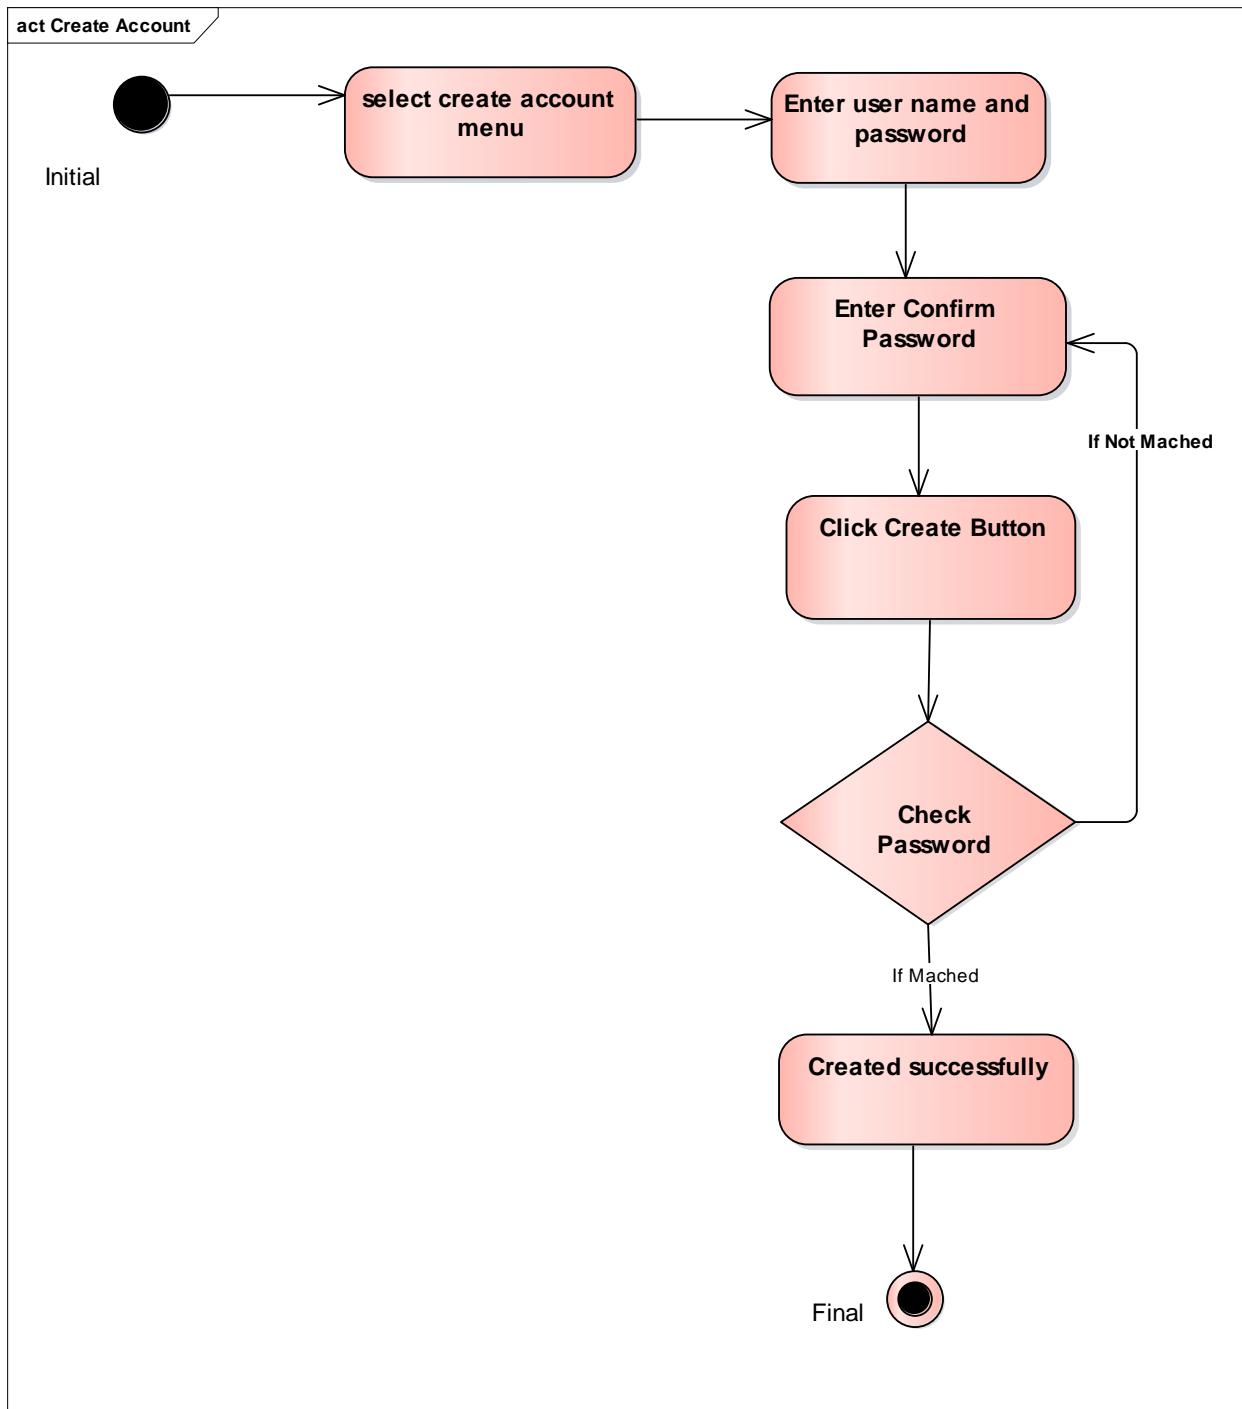 act Create Account
select create account
menu
Enter user name and
password
Initial
Enter Confirm
Password
If Not Mached
Click Create Button
Check
Password
If Mached
Created successfully
Final